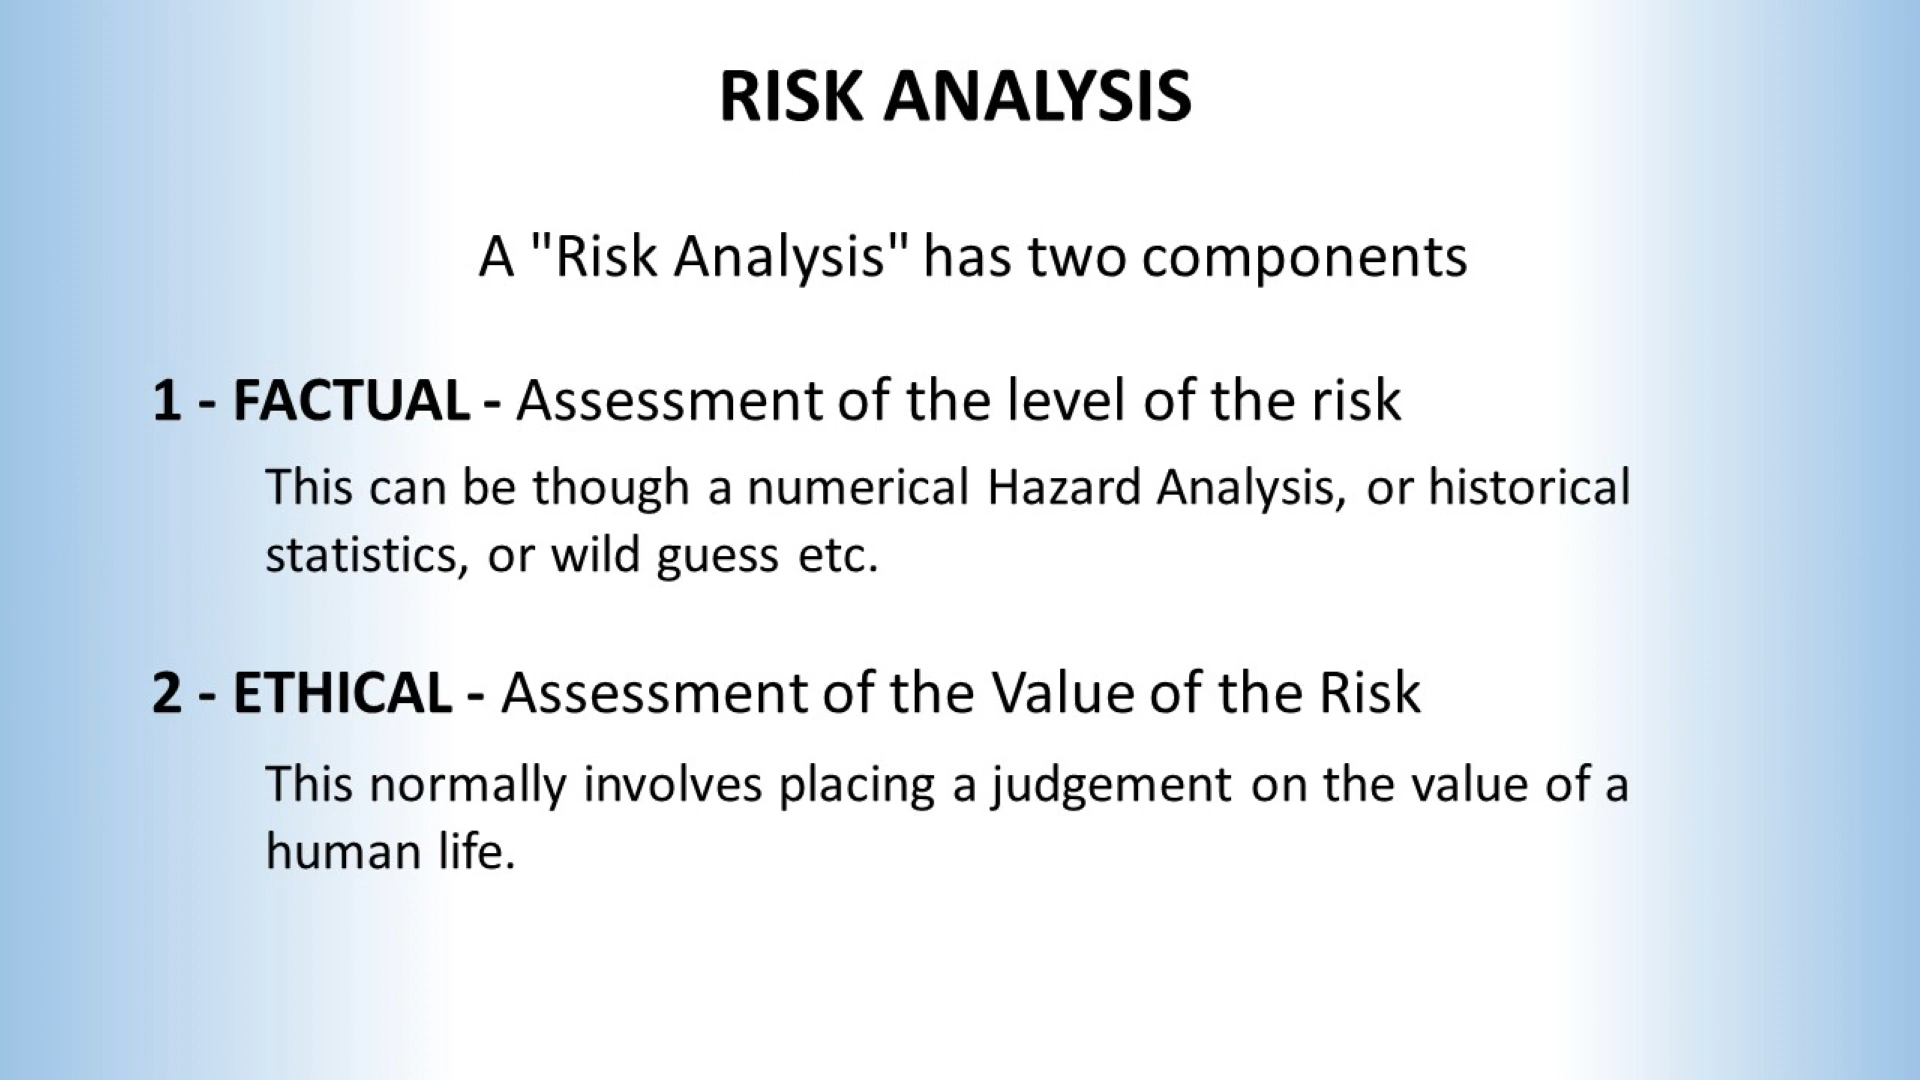 RISK ANALYSIS
A "Risk Analysis" has two components
1 - FACTUAL - Assessment of the level of the risk
This can be though a numerical Hazard Analysis, or historical
statistics, or wild guess etc.
2 - ETHICAL - Assessment of the Value of the Risk
This normally involves placing a judgement on the value of a
human life.